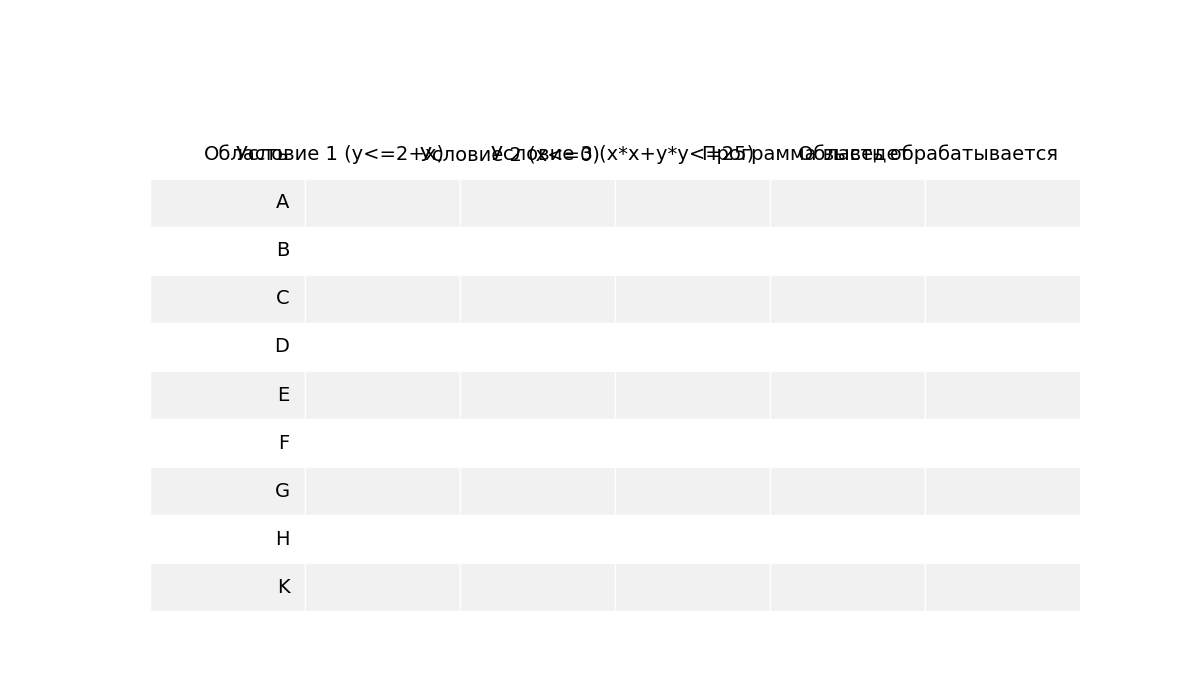 Область Условие 1 (y<=2+x) Условие 2 (x<=0) Условие 3 (x*x+y*y<=25) Программа выведет Область обрабатывается
A
B
C
D
E
F
G
H
K